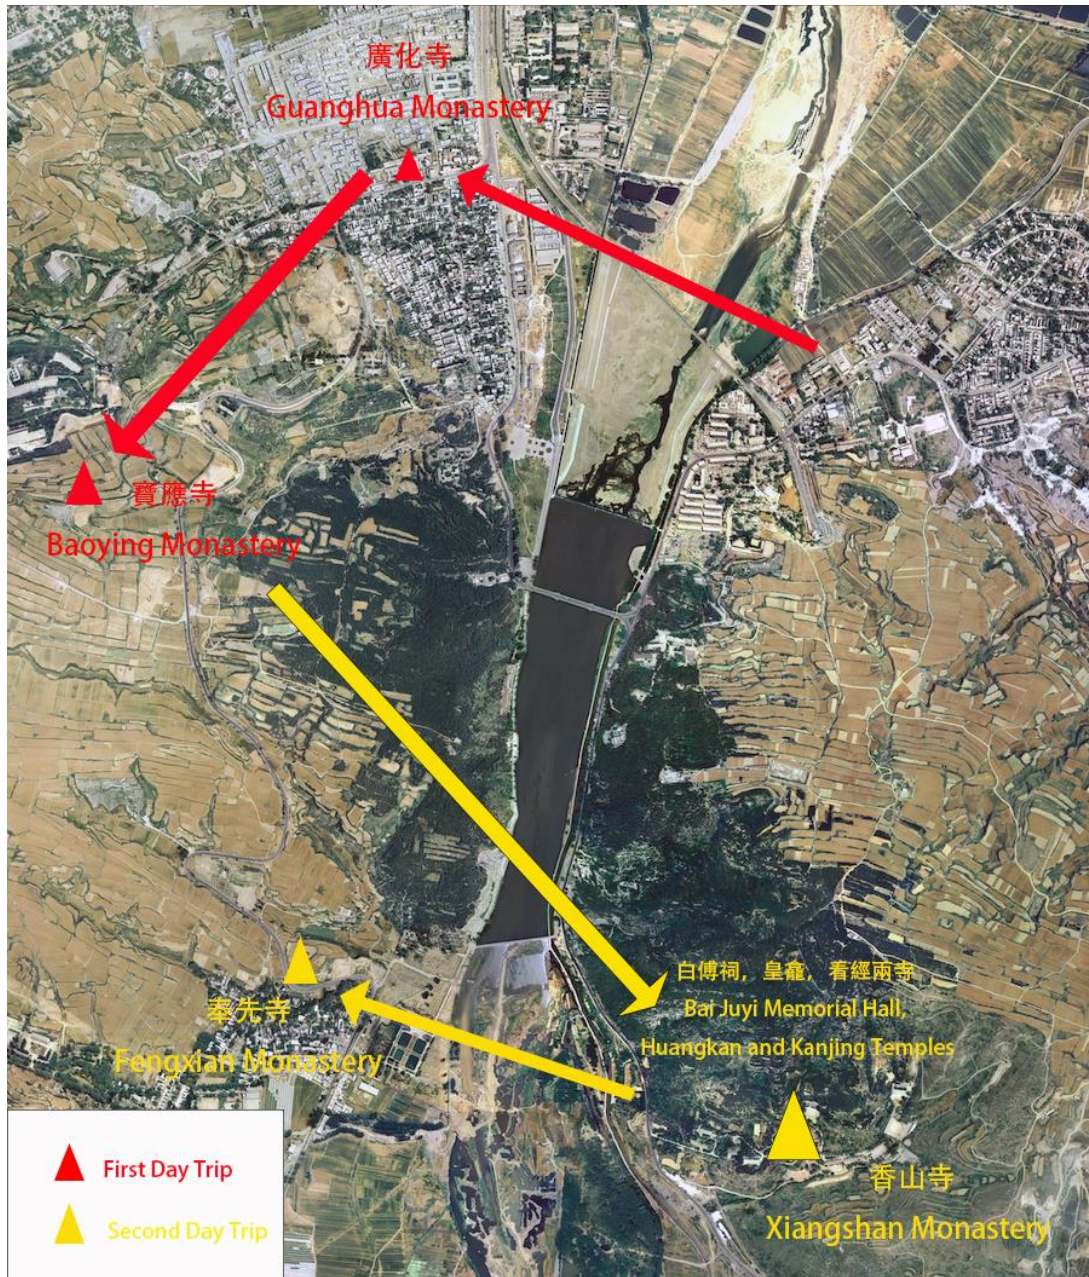 廣化寺
Guanghua Monastery
寶應寺
Baoying Monastery
白傅祠，皇龕，看經兩寺
Bai Juyi Memorial Hall,
Huangkan and Kanjing Temples
奉先寺
Fengxian Monastery
香山寺
Xiangshan Monastery
First Day Trip
Second Day Trip